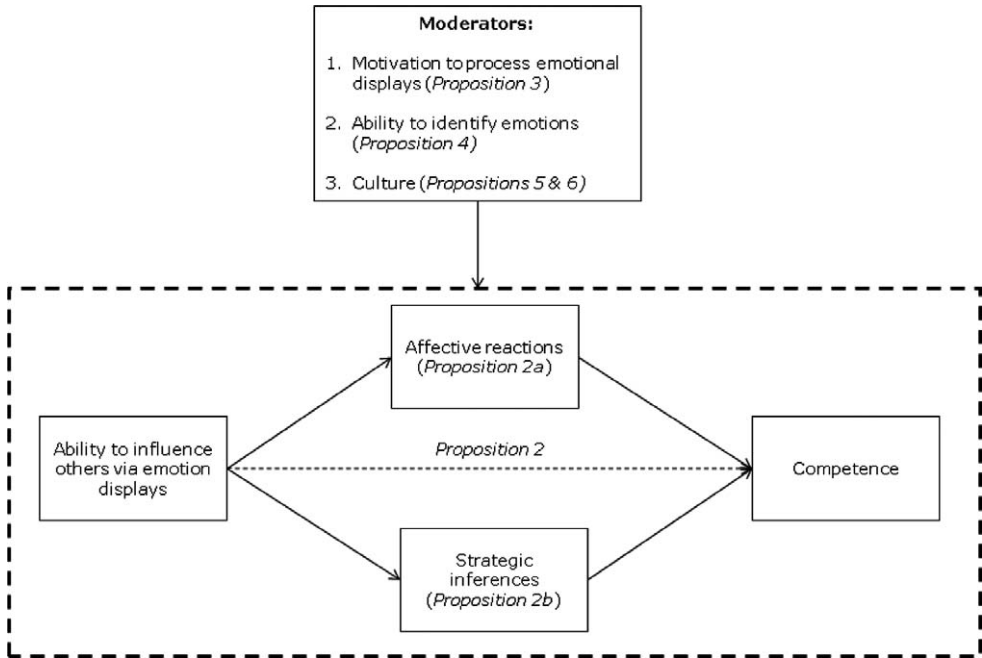 Moderators:
1. Motivation to process emotional
displays (Proposition 3)
2. Ability to identify emotions
(Proposition 4)
3. Culture (Propositions 5 & 6)
Affective reactions
(Proposition 2a)
Ability to influence
others via emotion
displays
Proposition 2
Competence
Strategic
inferences
(Proposition 2b)